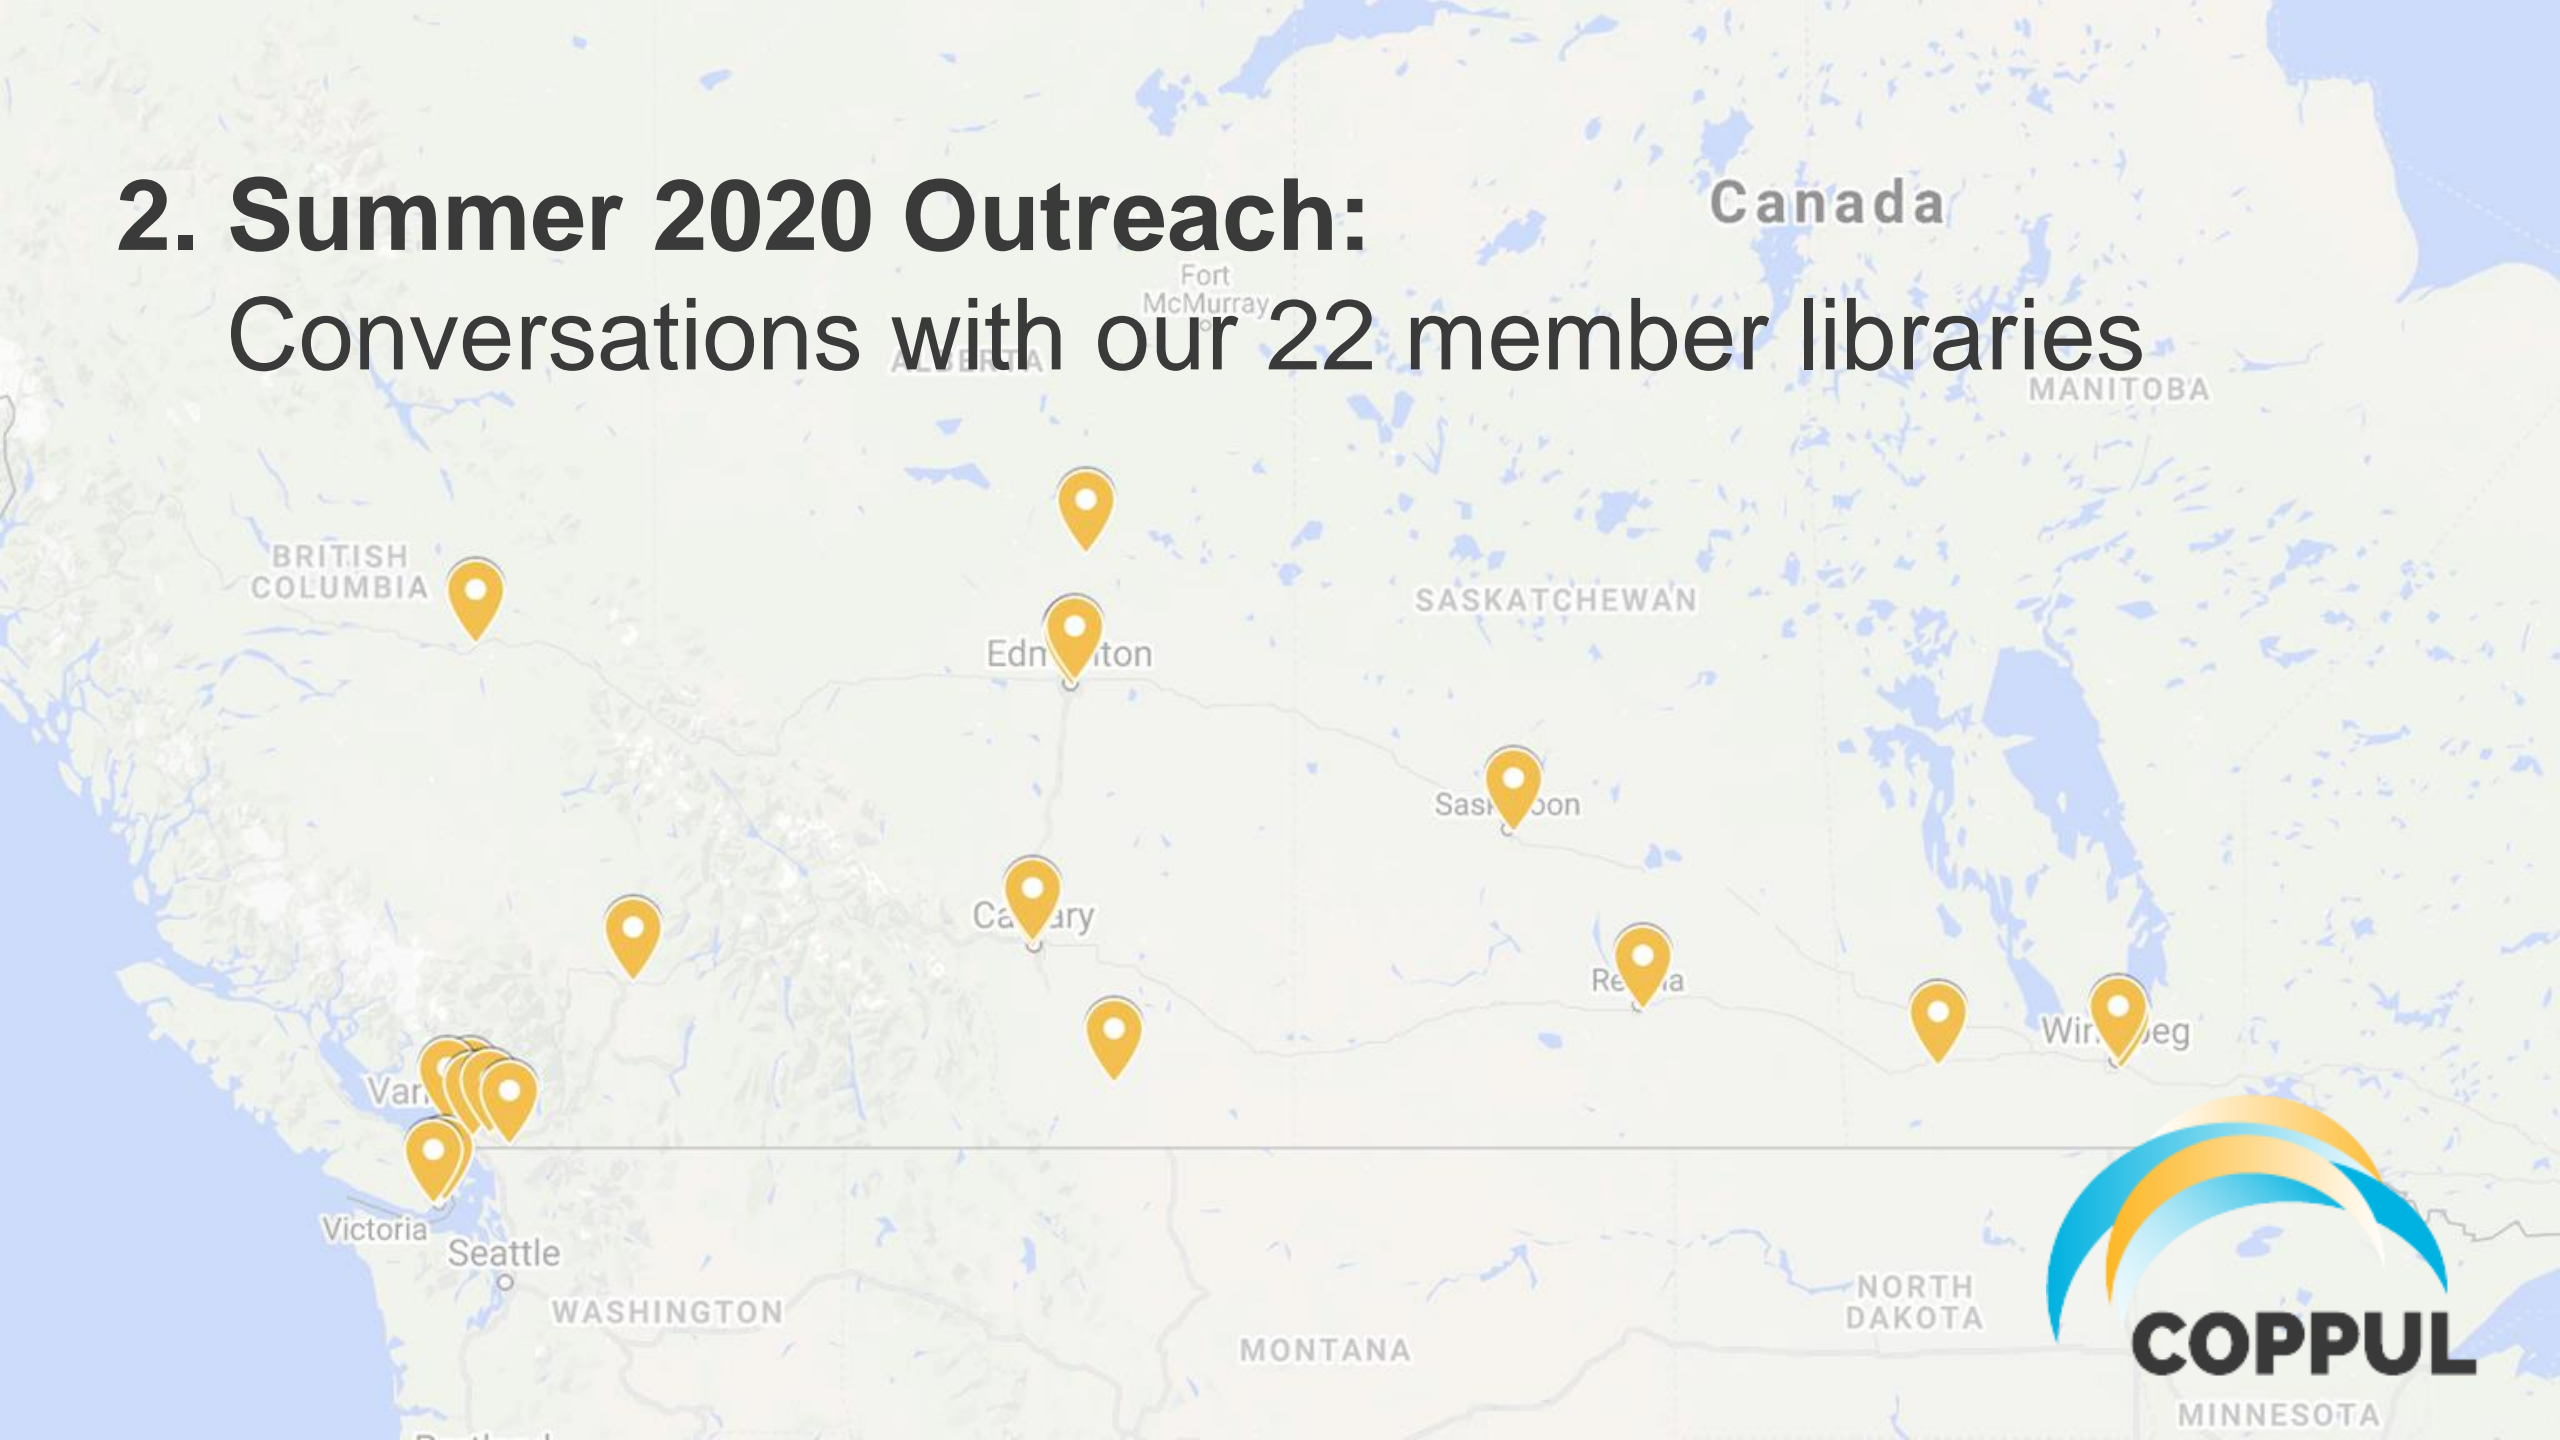 2. Summer 2020 Outreach:
Canada
Fort
McMurray
Conversations with our 22 member libraries
ALBERTA
MANITOBA
BRITISH
COLUMBIA
SASKATCHEWAN
Victoria
Seattle
WASHINGTON
NORTH
DAKOTA
MONTANA
COPPUL
MINNESOTA